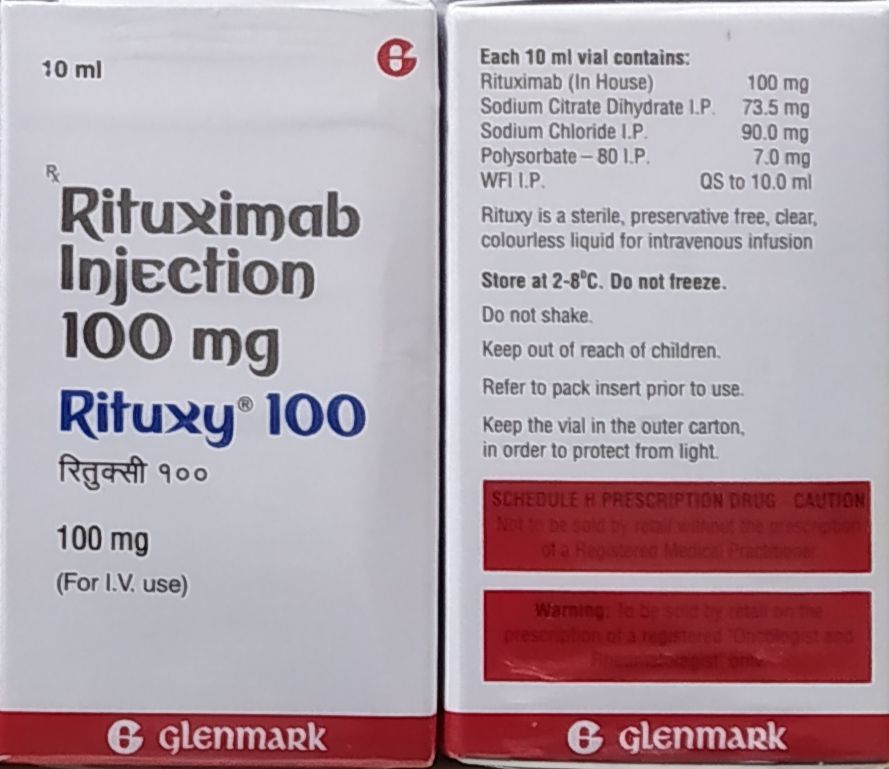 10 ml
Rx
Rituximab
Injection
100 mg
Rituxy® 100
रितुक्सी १००
100 mg
(For I.V. use)
GLENMARK
Each 10 ml vial contains:
Rituximab (In House) 100 mg
Sodium Citrate Dihydrate I.P. 73.5 mg
Sodium Chloride I.P. 90.0 mg
Polysorbate – 80 I.P. 7.0 mg
WFI I.P. QS to 10.0 ml
Rituxy is a sterile, preservative free, clear,
colourless liquid for intravenous infusion
Store at 2-8°C. Do not freeze.
Do not shake.
Keep out of reach of children.
Refer to pack insert prior to use.
Keep the vial in the outer carton,
in order to protect from light.
SCHEDULE H PRESCRIPTION DRUG - CAUTION
Not to be sold by retail without the prescription
of a Registered Medical Practitioner
Warning: To be sold by retail on the
prescription of a registered "Oncologist and
Rheumatologist" only
GLENMARK